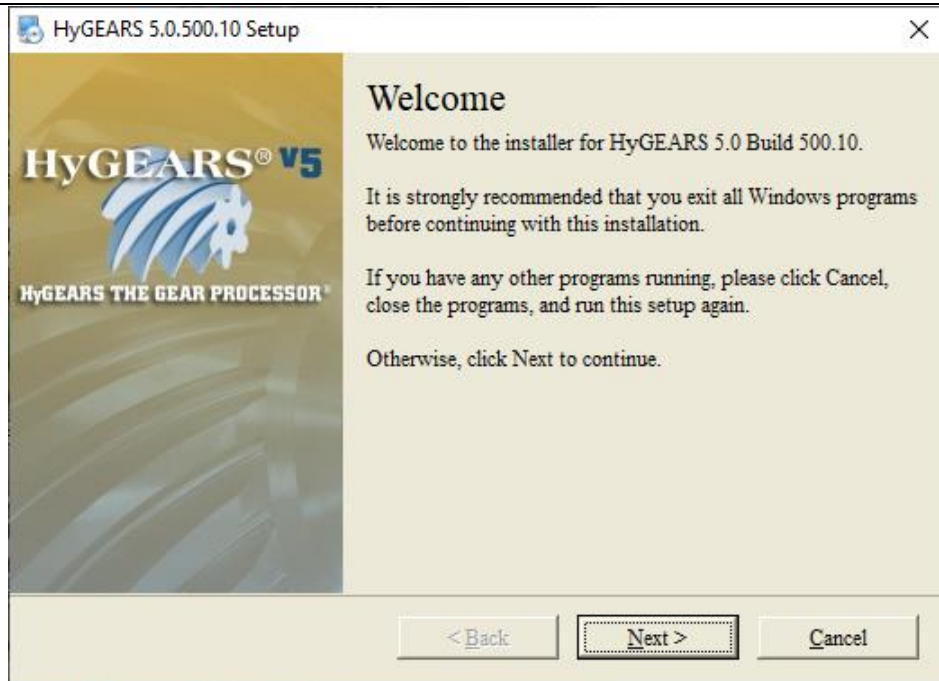 HyGEARS 5.0.500.10 Setup
HyGEARS® V5
HyGEARS THE GEAR PROCESSOR®
Welcome
Welcome to the installer for HyGEARS 5.0 Build 500.10.
It is strongly recommended that you exit all Windows programs
before continuing with this installation.
If you have any other programs running, please click Cancel,
close the programs, and run this setup again.
Otherwise, click Next to continue.
< Back
Next >
Cancel